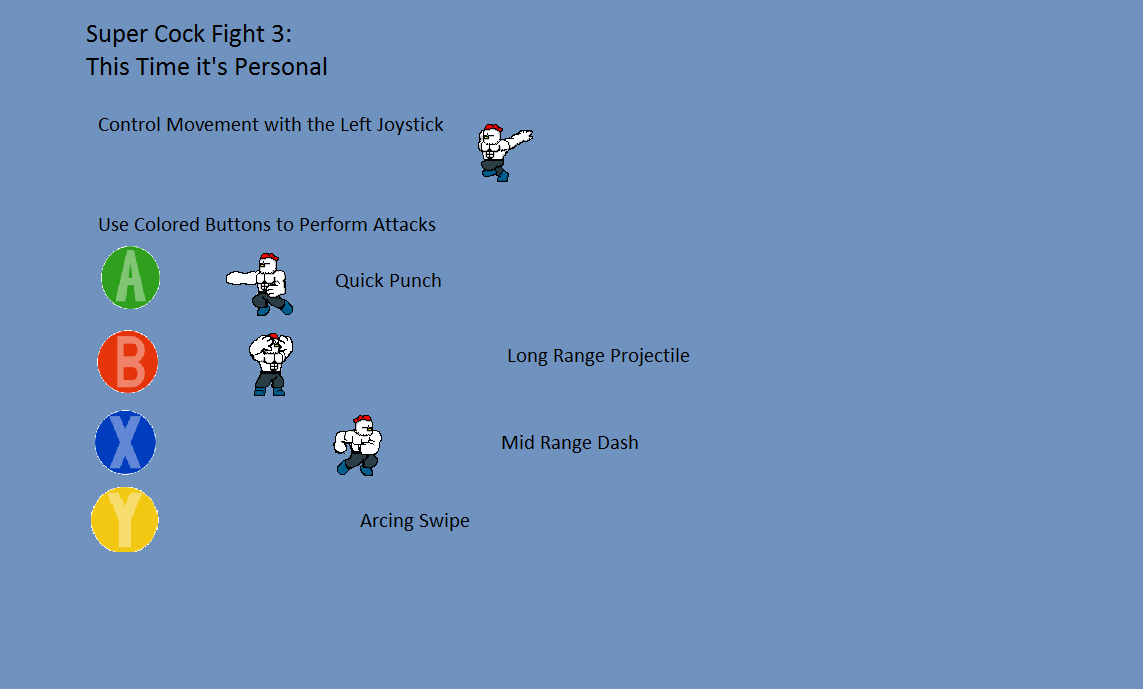 Super Cock Fight 3:
This Time it's Personal
Control Movement with the Left Joystick
Use Colored Buttons to Perform Attacks
A Quick Punch
B Long Range Projectile
X Mid Range Dash
Y Arcing Swipe